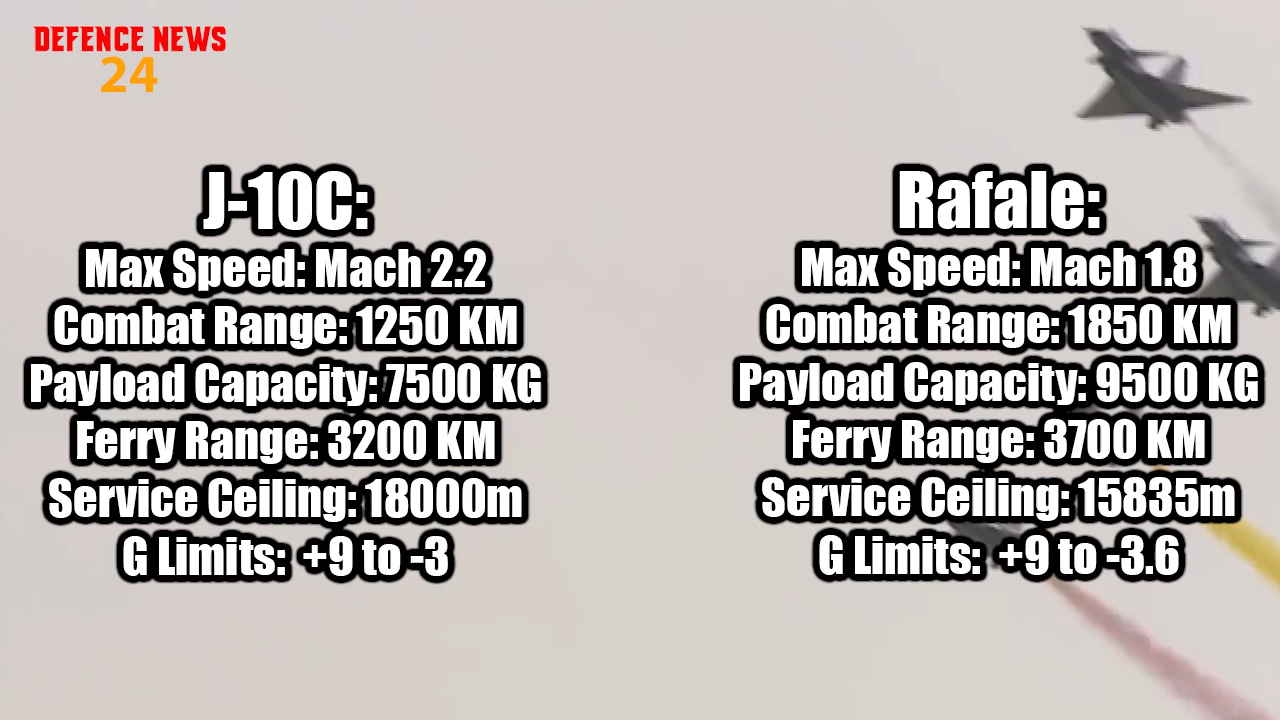 DEFENCE NEWS
24
J-10C:
Max Speed: Mach 2.2
Combat Range: 1250 KM
Payload Capacity: 7500 KG
Ferry Range: 3200 KM
Service Ceiling: 18000m
G Limits: +9 to -3
Rafale:
Max Speed: Mach 1.8
Combat Range: 1850 KM
Payload Capacity: 9500 KG
Ferry Range: 3700 KM
Service Ceiling: 15835m
G Limits: +9 to -3.6